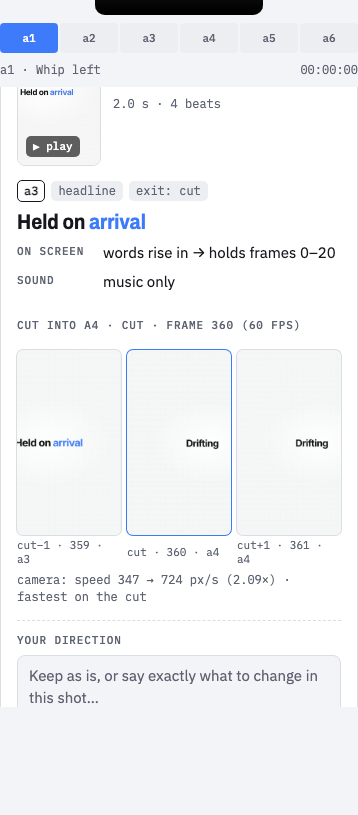 a1 a2 a3 a4 a5 a6
a1 · Whip left 00:00:00
Held on arrival
2.0 s · 4 beats
▶ play
a3 headline exit: cut
Held on arrival
ON SCREEN words rise in → holds frames 0–20
SOUND music only
CUT INTO A4 · CUT · FRAME 360 (60 FPS)
Held on arrival
Drifting
Drifting
cut−1 · 359 ·
a3
cut · 360 · a4
cut+1 · 361 ·
a4
camera: speed 347 → 724 px/s (2.09×) ·
fastest on the cut
YOUR DIRECTION
Keep as is, or say exactly what to change in
this shot…